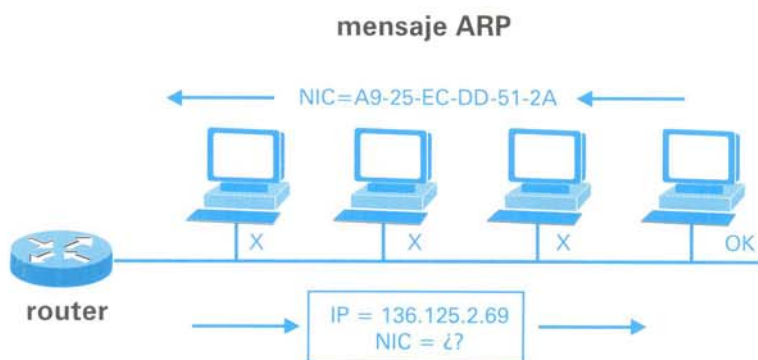 mensaje ARP
NIC=A9-25-EC-DD-51-2A
X
X
X
OK
router
IP = 136.125.2.69
NIC = ¿?